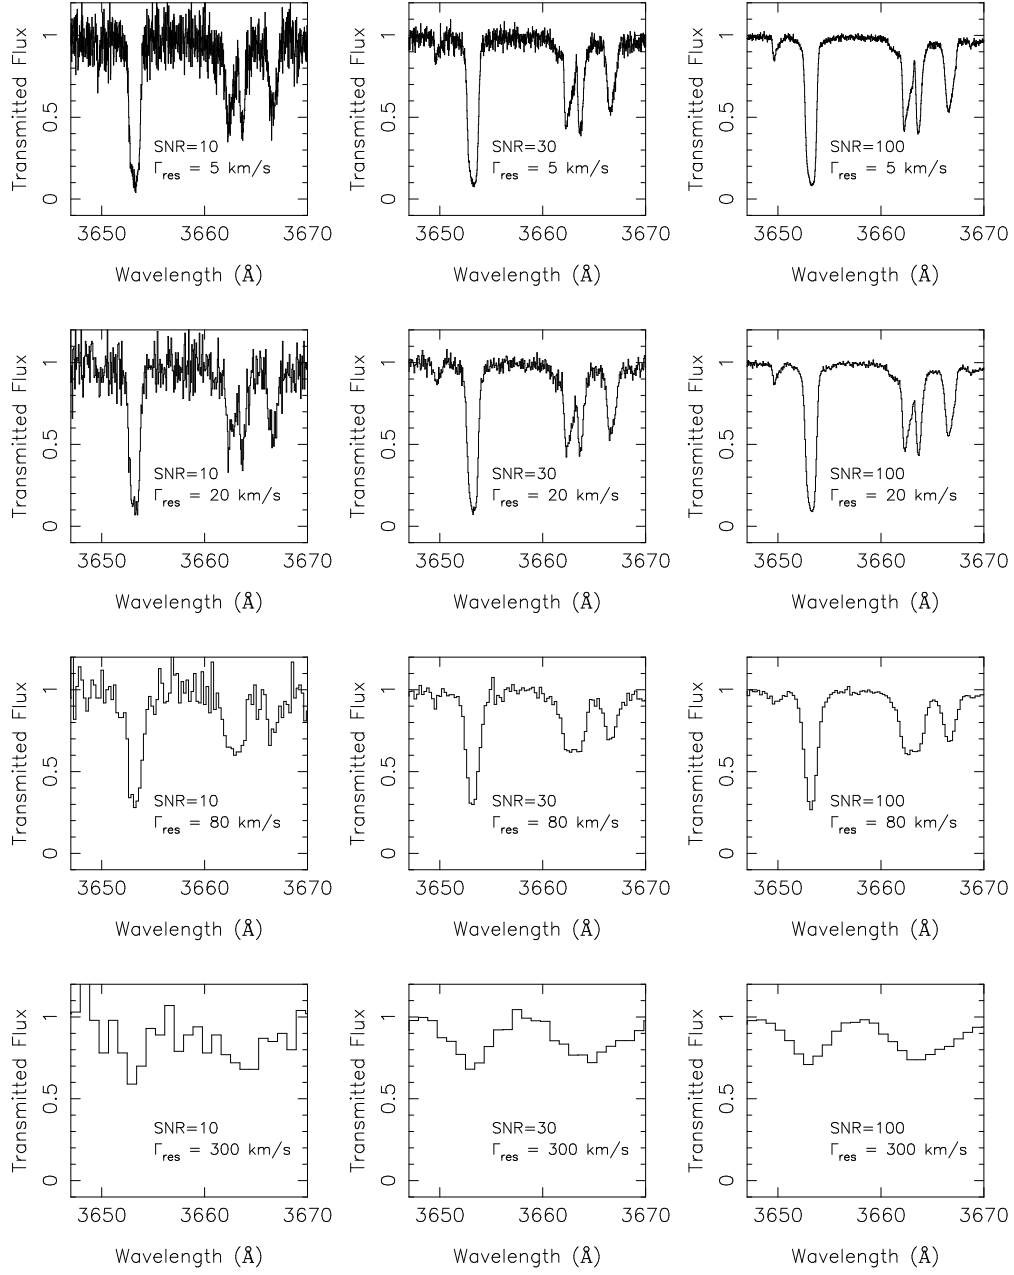 Transmitted Flux
1
0.5
0
SNR=10
Γres = 5 km/s
3650 3660 3670
Wavelength (Å)
Transmitted Flux
1
0.5
0
SNR=30
Γres = 5 km/s
3650 3660 3670
Wavelength (Å)
Transmitted Flux
1
0.5
0
SNR=100
Γres = 5 km/s
3650 3660 3670
Wavelength (Å)
Transmitted Flux
1
0.5
0
SNR=10
Γres = 20 km/s
3650 3660 3670
Wavelength (Å)
Transmitted Flux
1
0.5
0
SNR=30
Γres = 20 km/s
3650 3660 3670
Wavelength (Å)
Transmitted Flux
1
0.5
0
SNR=100
Γres = 20 km/s
3650 3660 3670
Wavelength (Å)
Transmitted Flux
1
0.5
0
SNR=10
Γres = 80 km/s
3650 3660 3670
Wavelength (Å)
Transmitted Flux
1
0.5
0
SNR=30
Γres = 80 km/s
3650 3660 3670
Wavelength (Å)
Transmitted Flux
1
0.5
0
SNR=100
Γres = 80 km/s
3650 3660 3670
Wavelength (Å)
Transmitted Flux
1
0.5
0
SNR=10
Γres = 300 km/s
3650 3660 3670
Wavelength (Å)
Transmitted Flux
1
0.5
0
SNR=30
Γres = 300 km/s
3650 3660 3670
Wavelength (Å)
Transmitted Flux
1
0.5
0
SNR=100
Γres = 300 km/s
3650 3660 3670
Wavelength (Å)